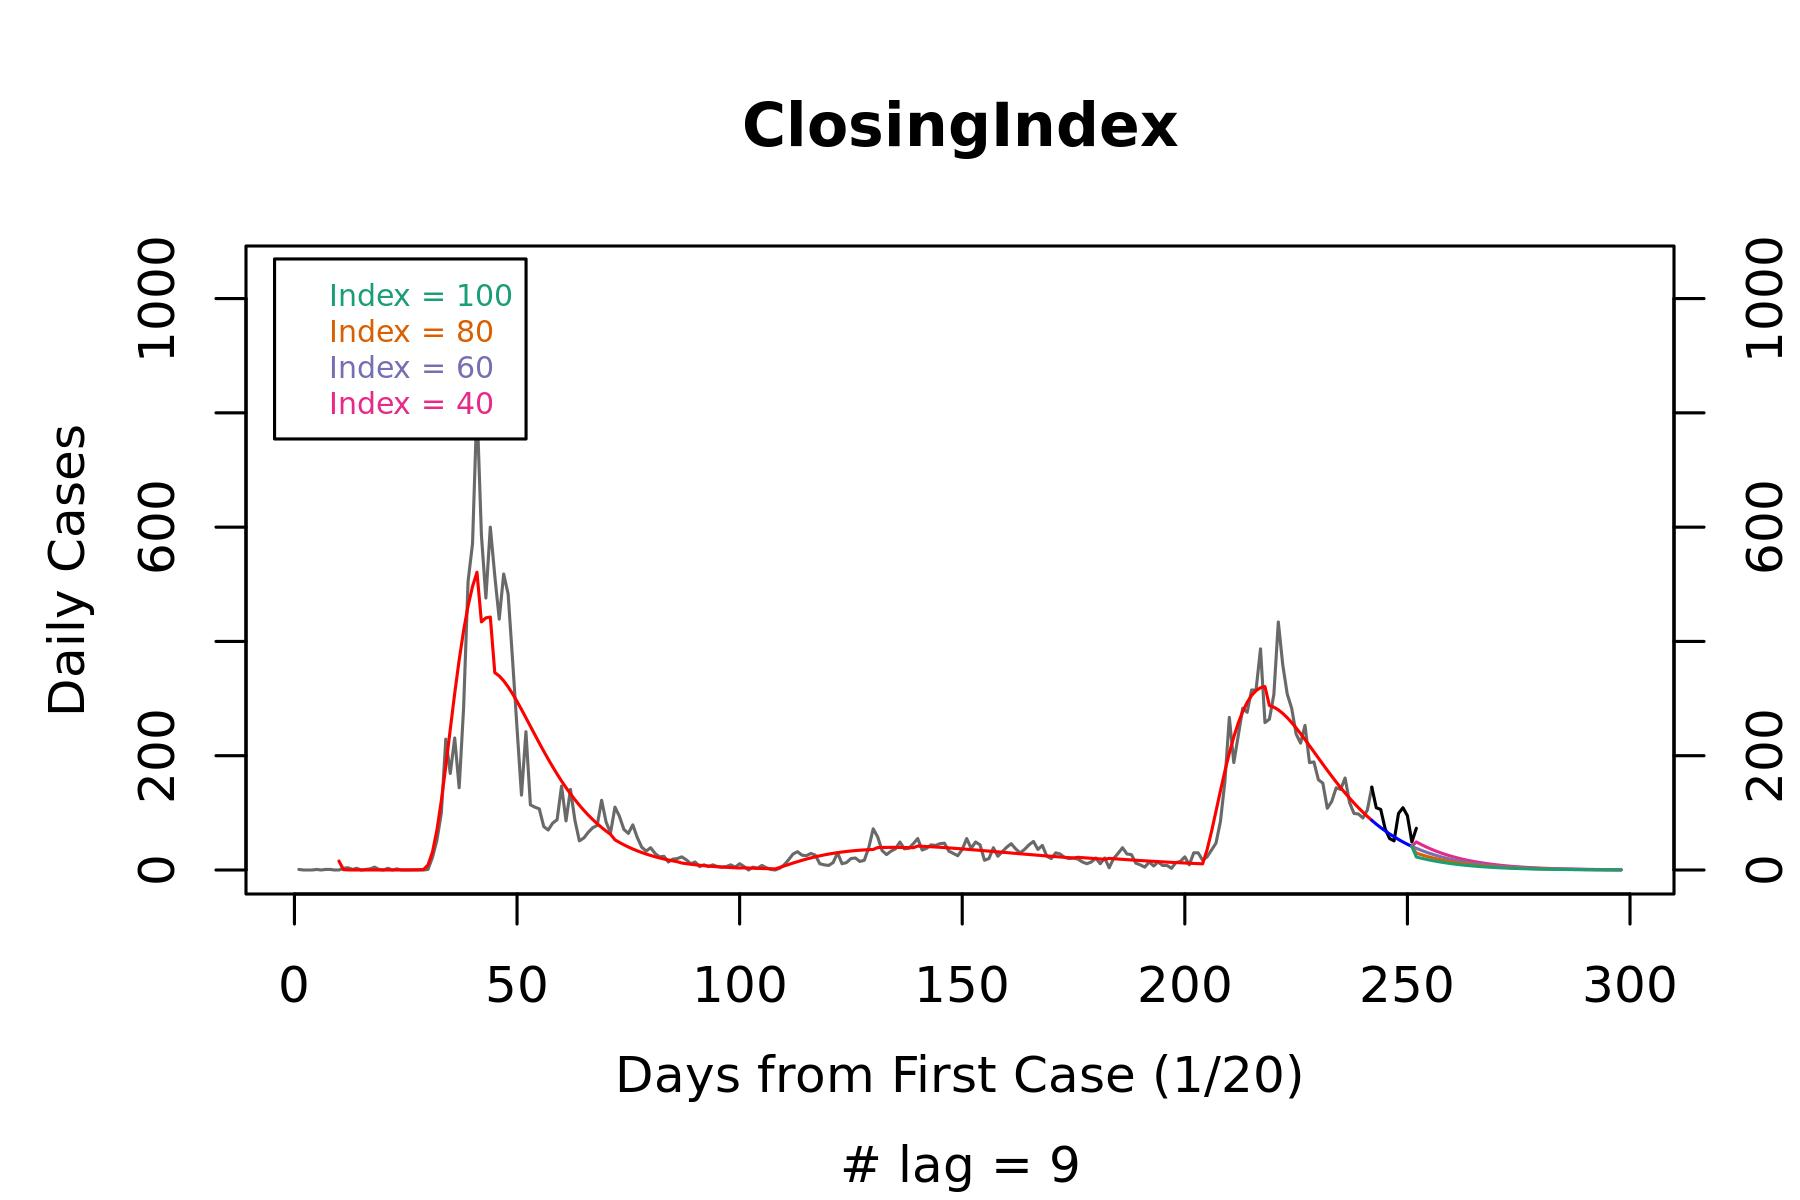 ClosingIndex
Index = 100
Index = 80
Index = 60
Index = 40
Daily Cases
1000
600
200
0
1000
600
200
0
0 50 100 150 200 250 300
Days from First Case (1/20)
# lag = 9